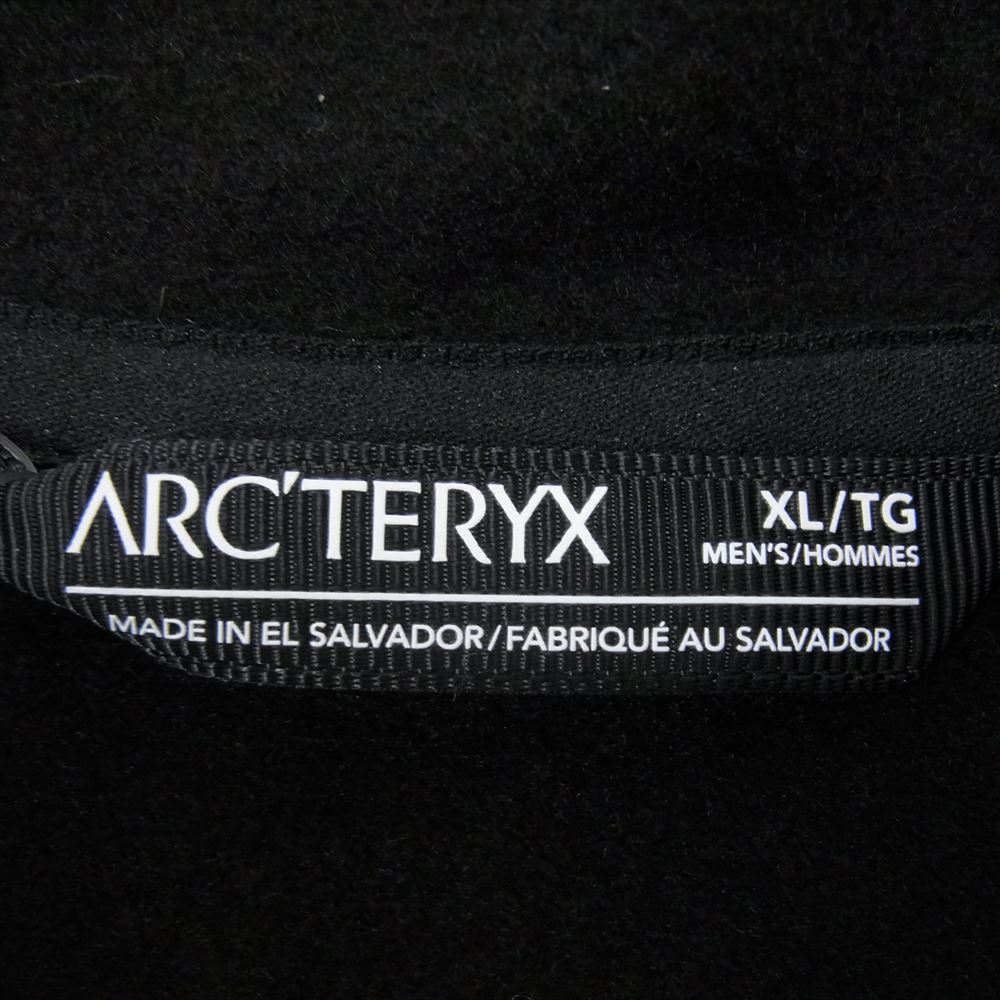 ARC'TERYX
XL/TG
MEN'S/HOMMES
MADE IN EL SALVADOR/FABRIQUÉ AU SALVADOR